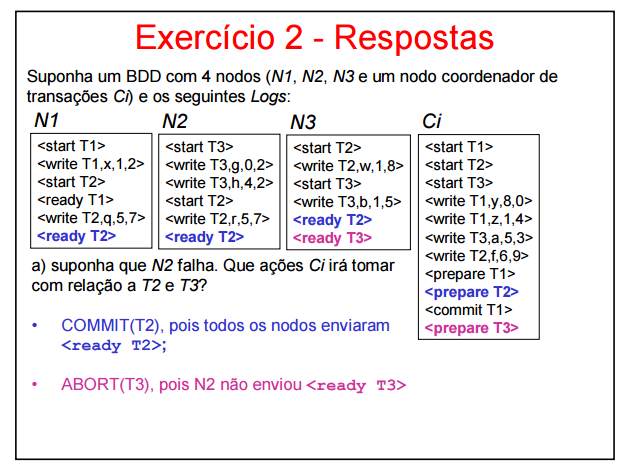 Exercício 2 - Respostas
Suponha um BDD com 4 nodos (N1, N2, N3 e um nodo coordenador de
transações Ci) e os seguintes Logs:
N1
<start T1>
<write T1,x,1,2>
<start T2>
<ready T1>
<write T2,q,5,7>
<ready T2>
N2
<start T3>
<write T3,g,0,2>
<write T3,h,4,2>
<start T2>
<write T2,r,5,7>
<ready T2>
N3
<start T2>
<write T2,w,1,8>
<start T3>
<write T3,b,1,5>
<ready T2>
<ready T3>
Ci
<start T1>
<start T2>
<start T3>
<write T1,y,8,0>
<write T1,z,1,4>
<write T3,a,5,3>
<write T2,f,6,9>
<prepare T1>
<prepare T2>
<commit T1>
<prepare T3>
a) suponha que N2 falha. Que ações Ci irá tomar
com relação a T2 e T3?
• COMMIT(T2), pois todos os nodos enviaram
<ready T2>;
• ABORT(T3), pois N2 não enviou <ready T3>